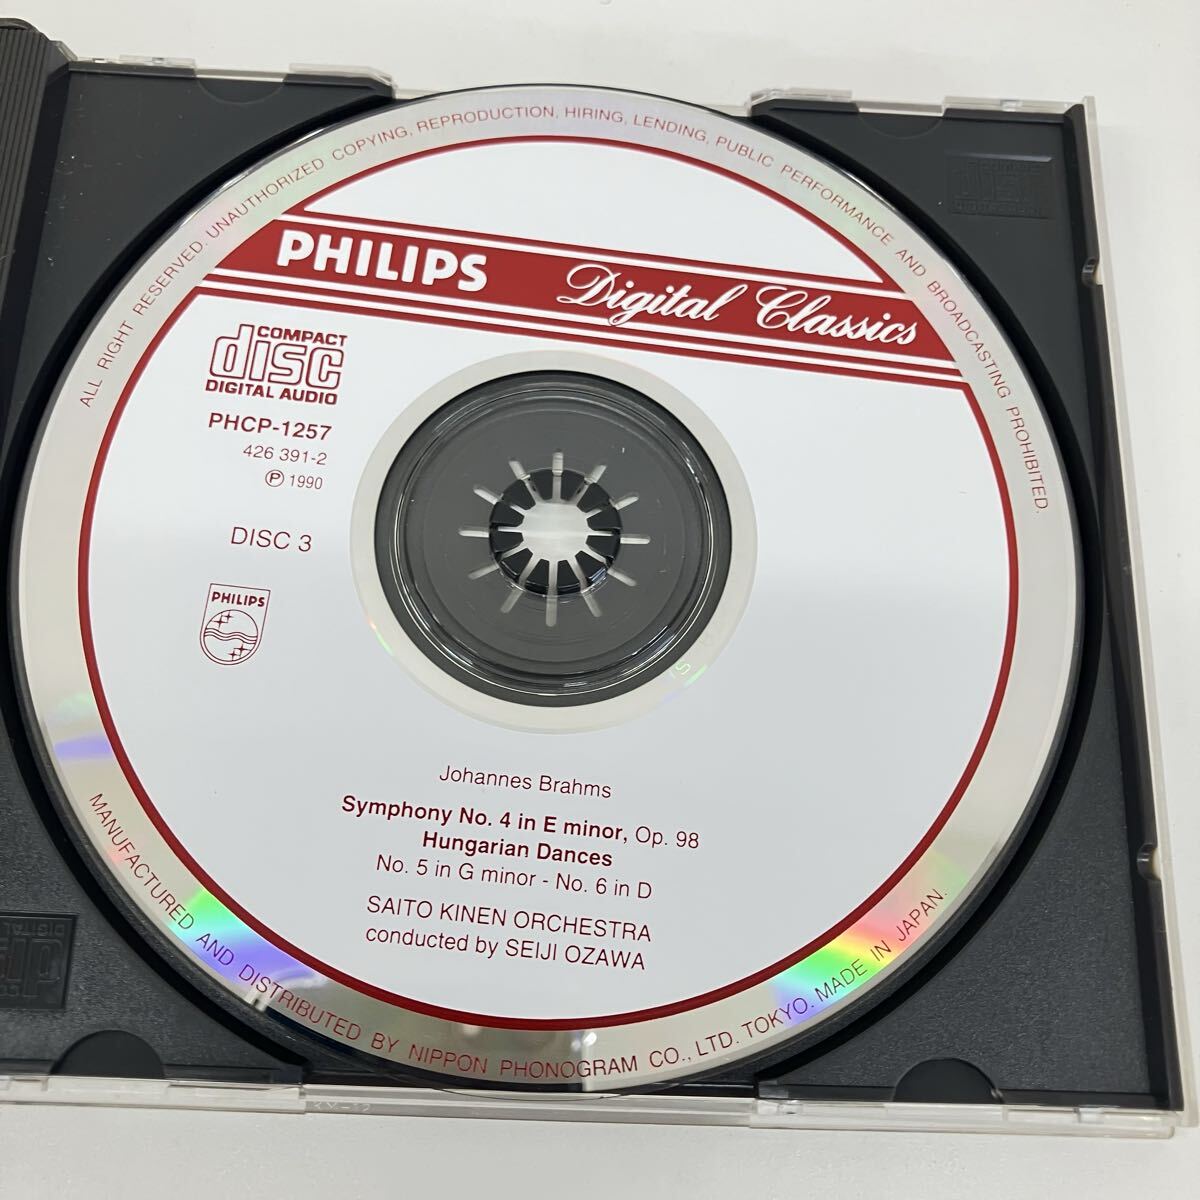 ALL RIGHT RESERVED. UNAUTHORIZED COPYING, REPRODUCTION, HIRING, LENDING, PUBLIC PERFORMANCE AND BROADCASTING PROHIBITED.
PHILIPS Digital Classics
COMPACT
disc
DIGITAL AUDIO
PHCP-1257
426 391-2
Ⓟ 1990
DISC 3
PHILIPS
Johannes Brahms
Symphony No. 4 in E minor, Op. 98
Hungarian Dances
No. 5 in G minor - No. 6 in D
SAITO KINEN ORCHESTRA
conducted by SEIJI OZAWA
MANUFACTURED AND DISTRIBUTED BY NIPPON PHONOGRAM CO., LTD. TOKYO. MADE IN JAPAN.
COMPACT
disc